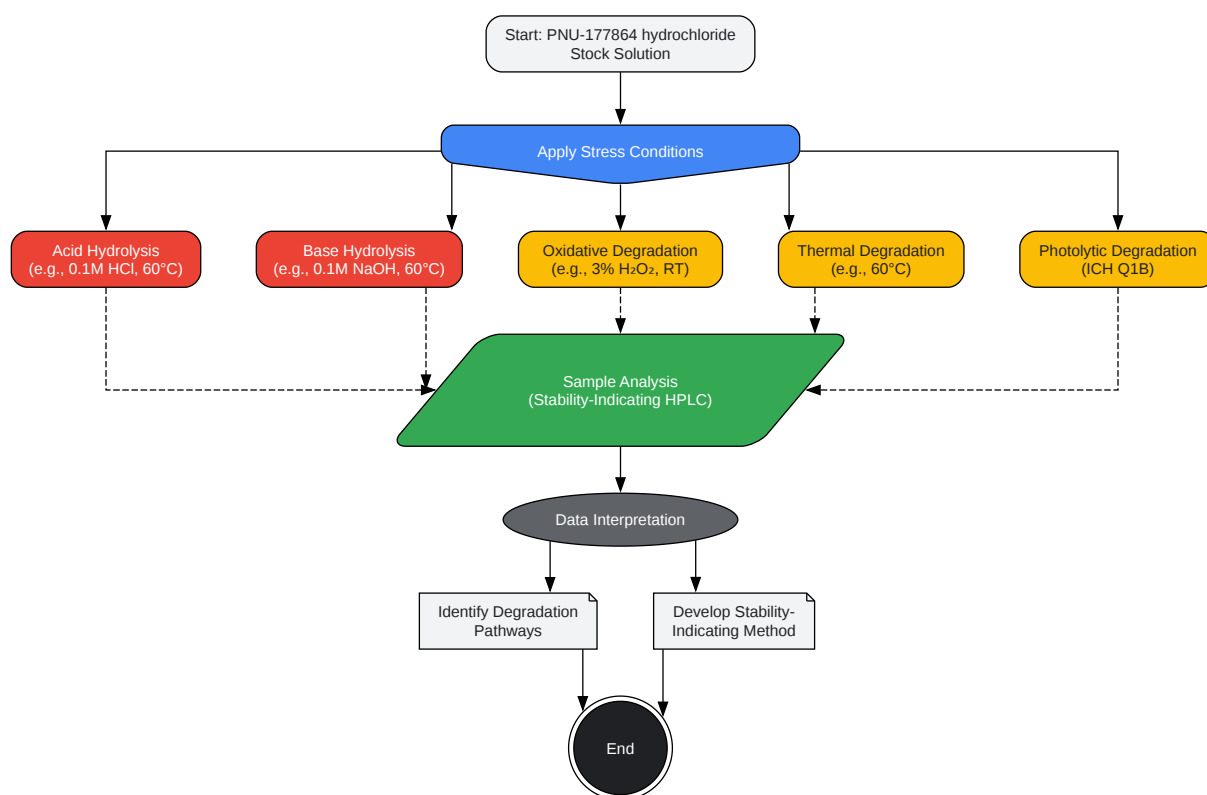 Start: PNU-177864 hydrochloride
Stock Solution
Apply Stress Conditions
Acid Hydrolysis
(e.g., 0.1M HCl, 60°C)
Base Hydrolysis
(e.g., 0.1M NaOH, 60°C)
Oxidative Degradation
(e.g., 3% H₂O₂, RT)
Thermal Degradation
(e.g., 60°C)
Photolytic Degradation
(ICH Q1B)
Sample Analysis
(Stability-Indicating HPLC)
Data Interpretation
Identify Degradation
Pathways
Develop Stability-
Indicating Method
End